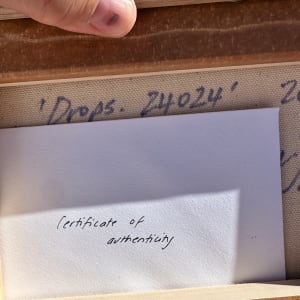 'Drops. 24024'
Certificate of
authenticity